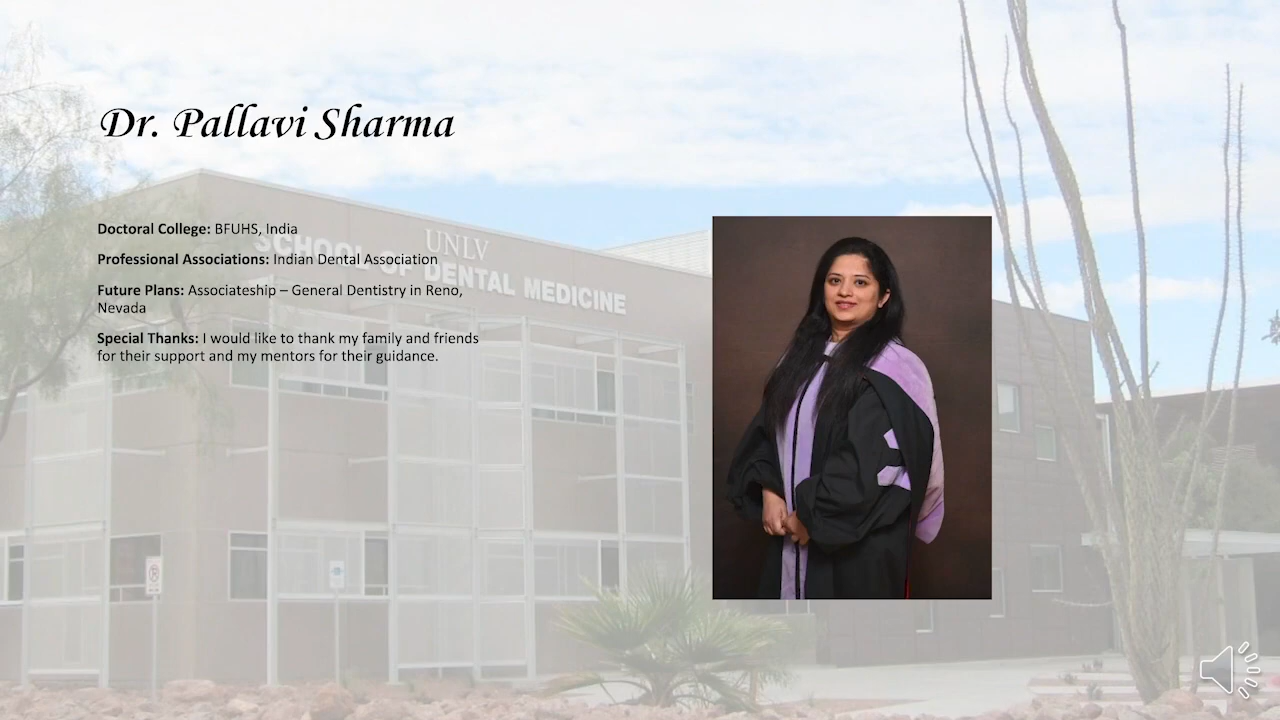 Dr. Pallavi Sharma
Doctoral College: BFUHS, India
Professional Associations: Indian Dental Association
Future Plans: Associateship – General Dentistry in Reno,
Nevada
Special Thanks: I would like to thank my family and friends
for their support and my mentors for their guidance.
UNLV
SCHOOL OF DENTAL MEDICINE